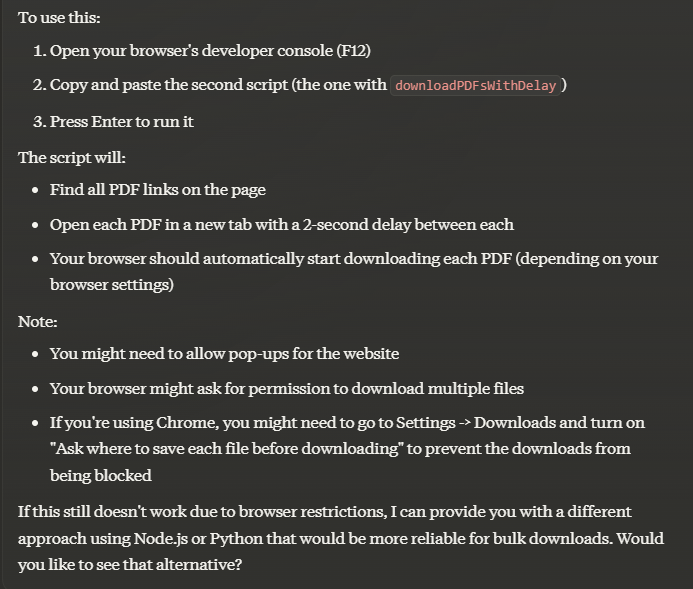 To use this:
1. Open your browser's developer console (F12)
2. Copy and paste the second script (the one with downloadPDFsWithDelay)
3. Press Enter to run it
The script will:
• Find all PDF links on the page
• Open each PDF in a new tab with a 2-second delay between each
• Your browser should automatically start downloading each PDF (depending on your
browser settings)
Note:
• You might need to allow pop-ups for the website
• Your browser might ask for permission to download multiple files
• If you're using Chrome, you might need to go to Settings -> Downloads and turn on
"Ask where to save each file before downloading" to prevent the downloads from
being blocked
If this still doesn't work due to browser restrictions, I can provide you with a different
approach using Node.js or Python that would be more reliable for bulk downloads. Would
you like to see that alternative?